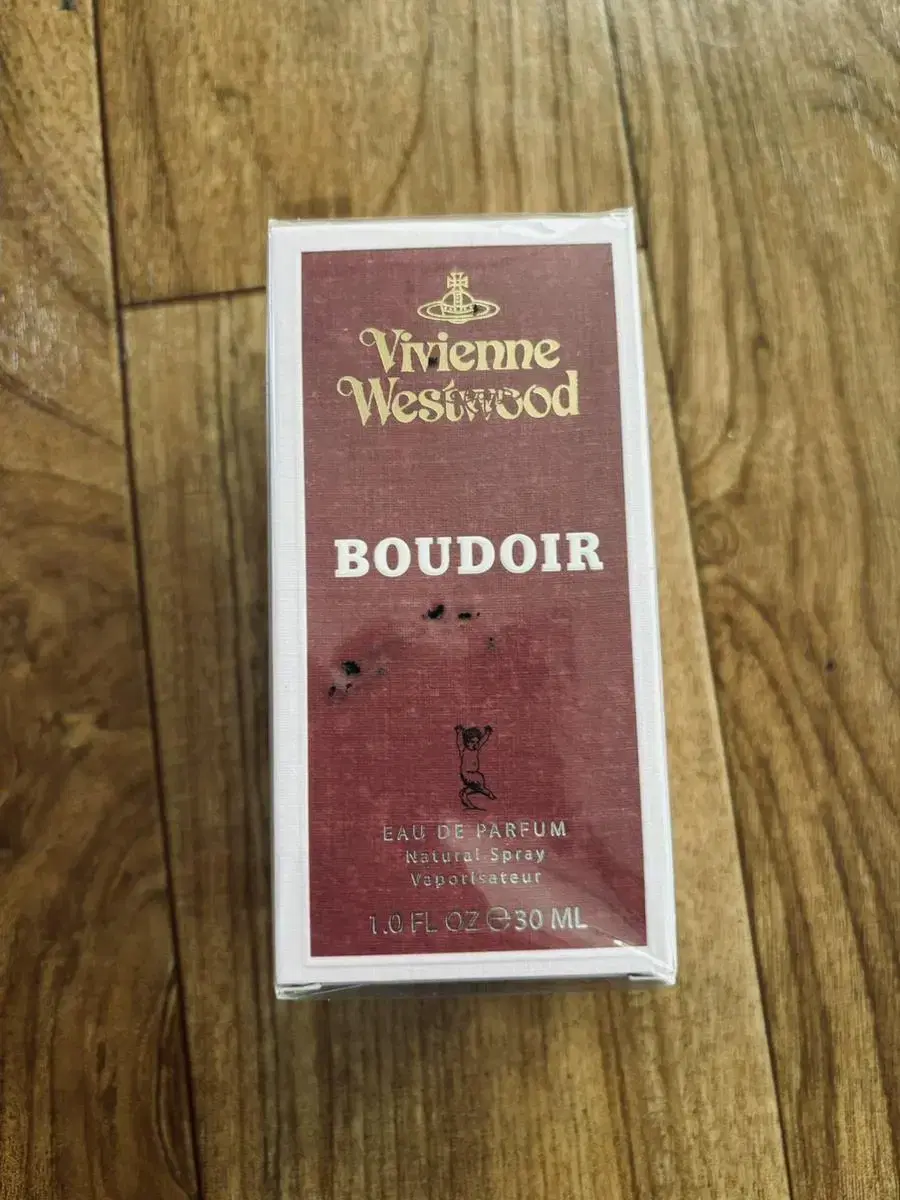 Vivienne
Westwood
BOUDOIR
EAU DE PARFUM
Natural Spray
Vaporisateur
1.0 FL OZ ℮ 30 ML